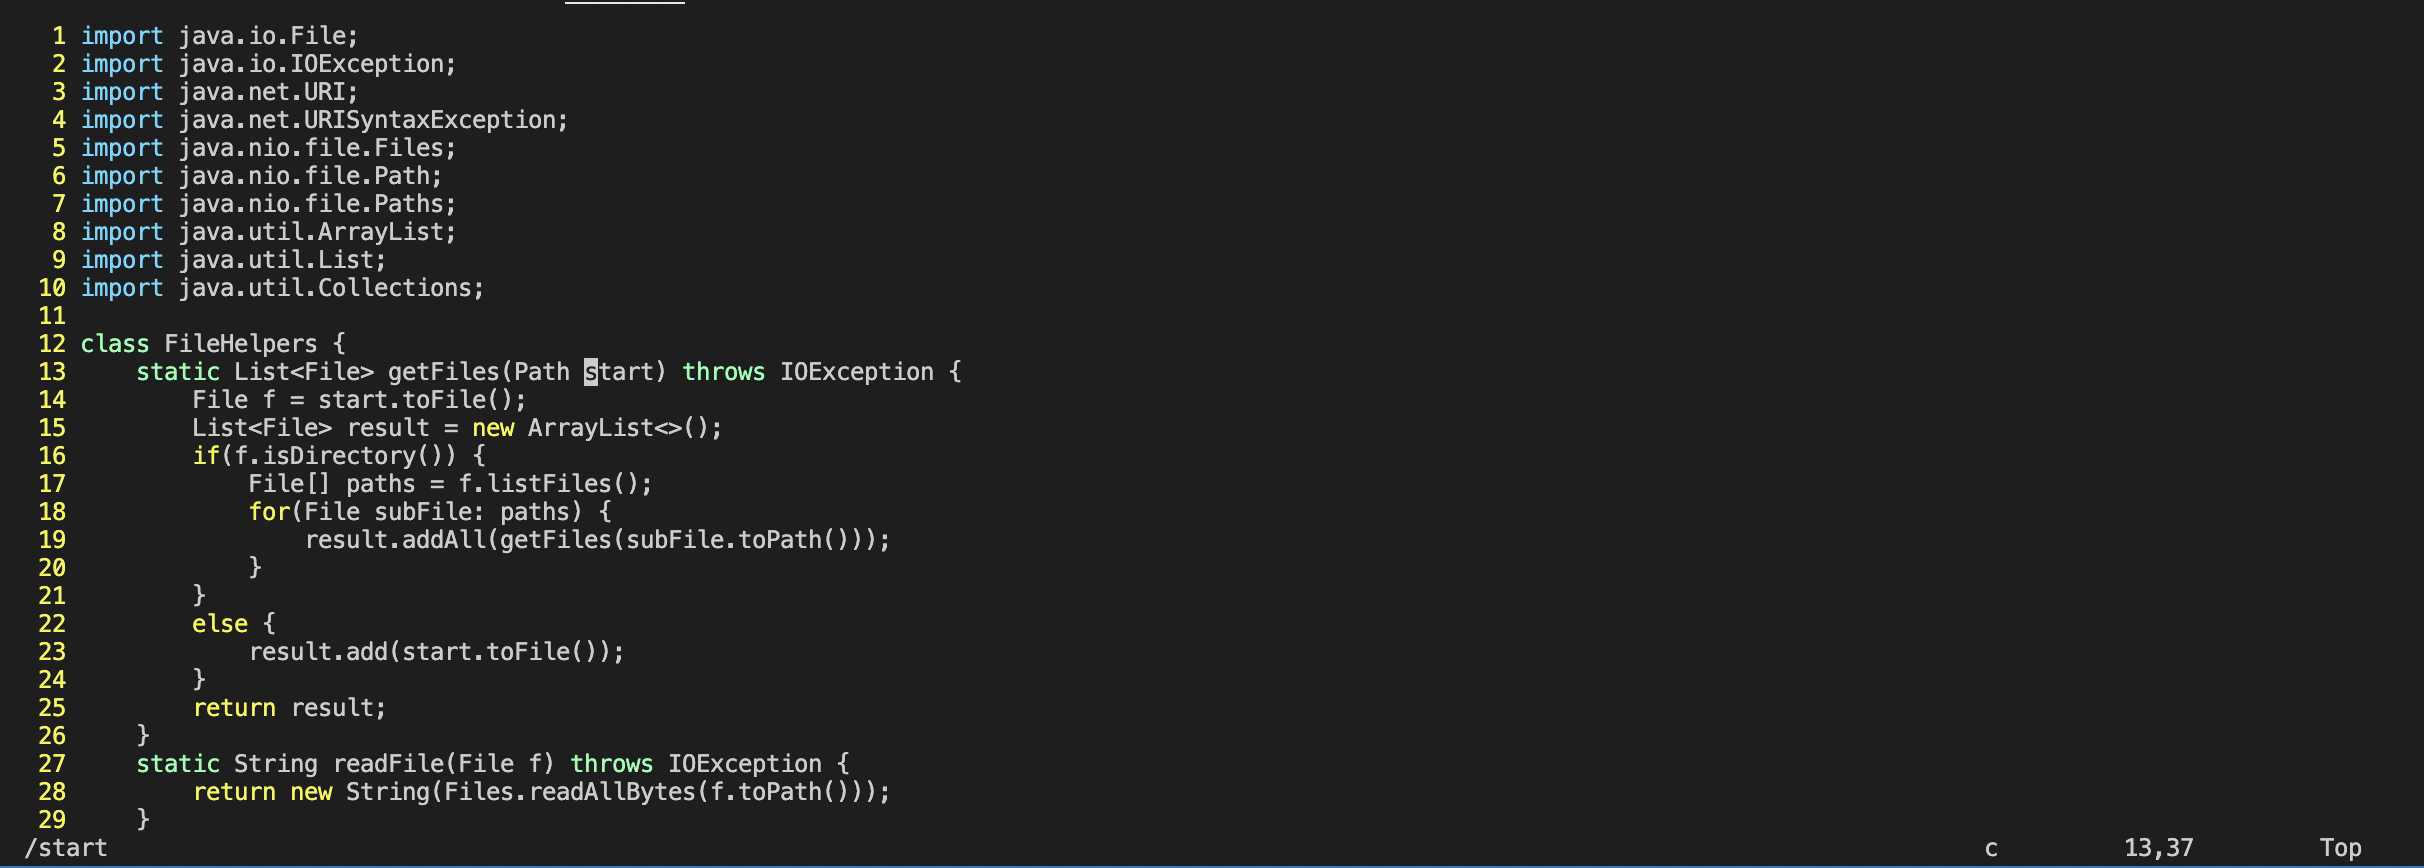 1 import java.io.File;
2 import java.io.IOException;
3 import java.net.URI;
4 import java.net.URISyntaxException;
5 import java.nio.file.Files;
6 import java.nio.file.Path;
7 import java.nio.file.Paths;
8 import java.util.ArrayList;
9 import java.util.List;
10 import java.util.Collections;
11
12 class FileHelpers {
13     static List<File> getFiles(Path start) throws IOException {
14         File f = start.toFile();
15         List<File> result = new ArrayList<>();
16         if(f.isDirectory()) {
17             File[] paths = f.listFiles();
18             for(File subFile: paths) {
19                 result.addAll(getFiles(subFile.toPath()));
20             }
21         }
22         else {
23             result.add(start.toFile());
24         }
25         return result;
26     }
27     static String readFile(File f) throws IOException {
28         return new String(Files.readAllBytes(f.toPath()));
29     }
/start c 13,37 Top